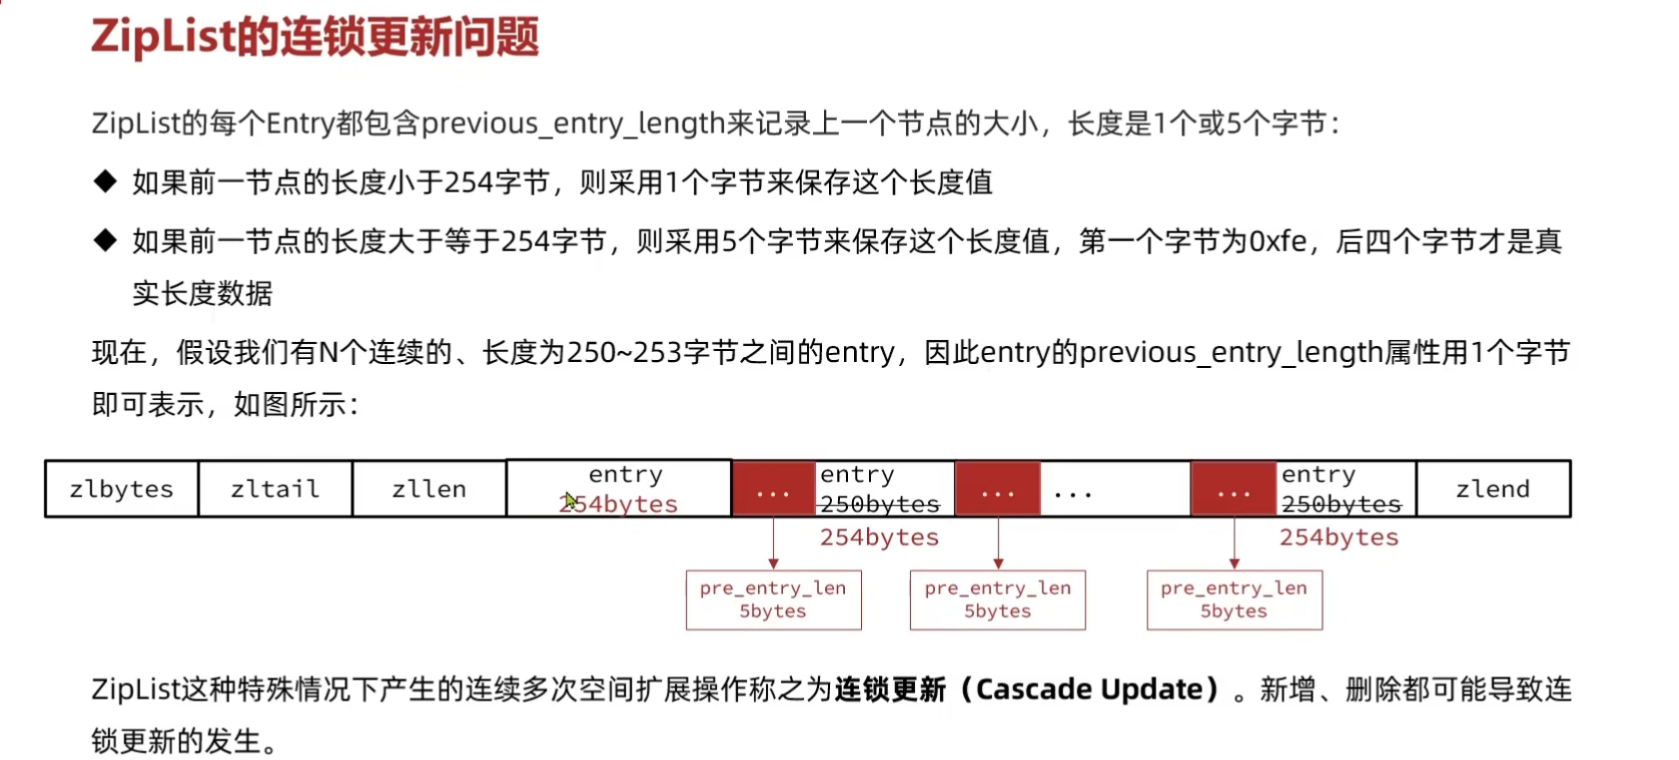 ZipList的连锁更新问题
ZipList的每个Entry都包含previous_entry_length来记录上一个节点的大小，长度是1个或5个字节：
◆ 如果前一节点的长度小于254字节，则采用1个字节来保存这个长度值
◆ 如果前一节点的长度大于等于254字节，则采用5个字节来保存这个长度值，第一个字节为0xfe，后四个字节才是真
实长度数据
现在，假设我们有N个连续的、长度为250~253字节之间的entry，因此entry的previous_entry_length属性用1个字节
即可表示，如图所示：
zlbytes
zltail
zllen
entry
254bytes
...
entry
250bytes
254bytes
...
...
...
entry
250bytes
254bytes
zlend
pre_entry_len
5bytes
pre_entry_len
5bytes
pre_entry_len
5bytes
ZipList这种特殊情况下产生的连续多次空间扩展操作称之为连锁更新（Cascade Update）。新增、删除都可能导致连
锁更新的发生。